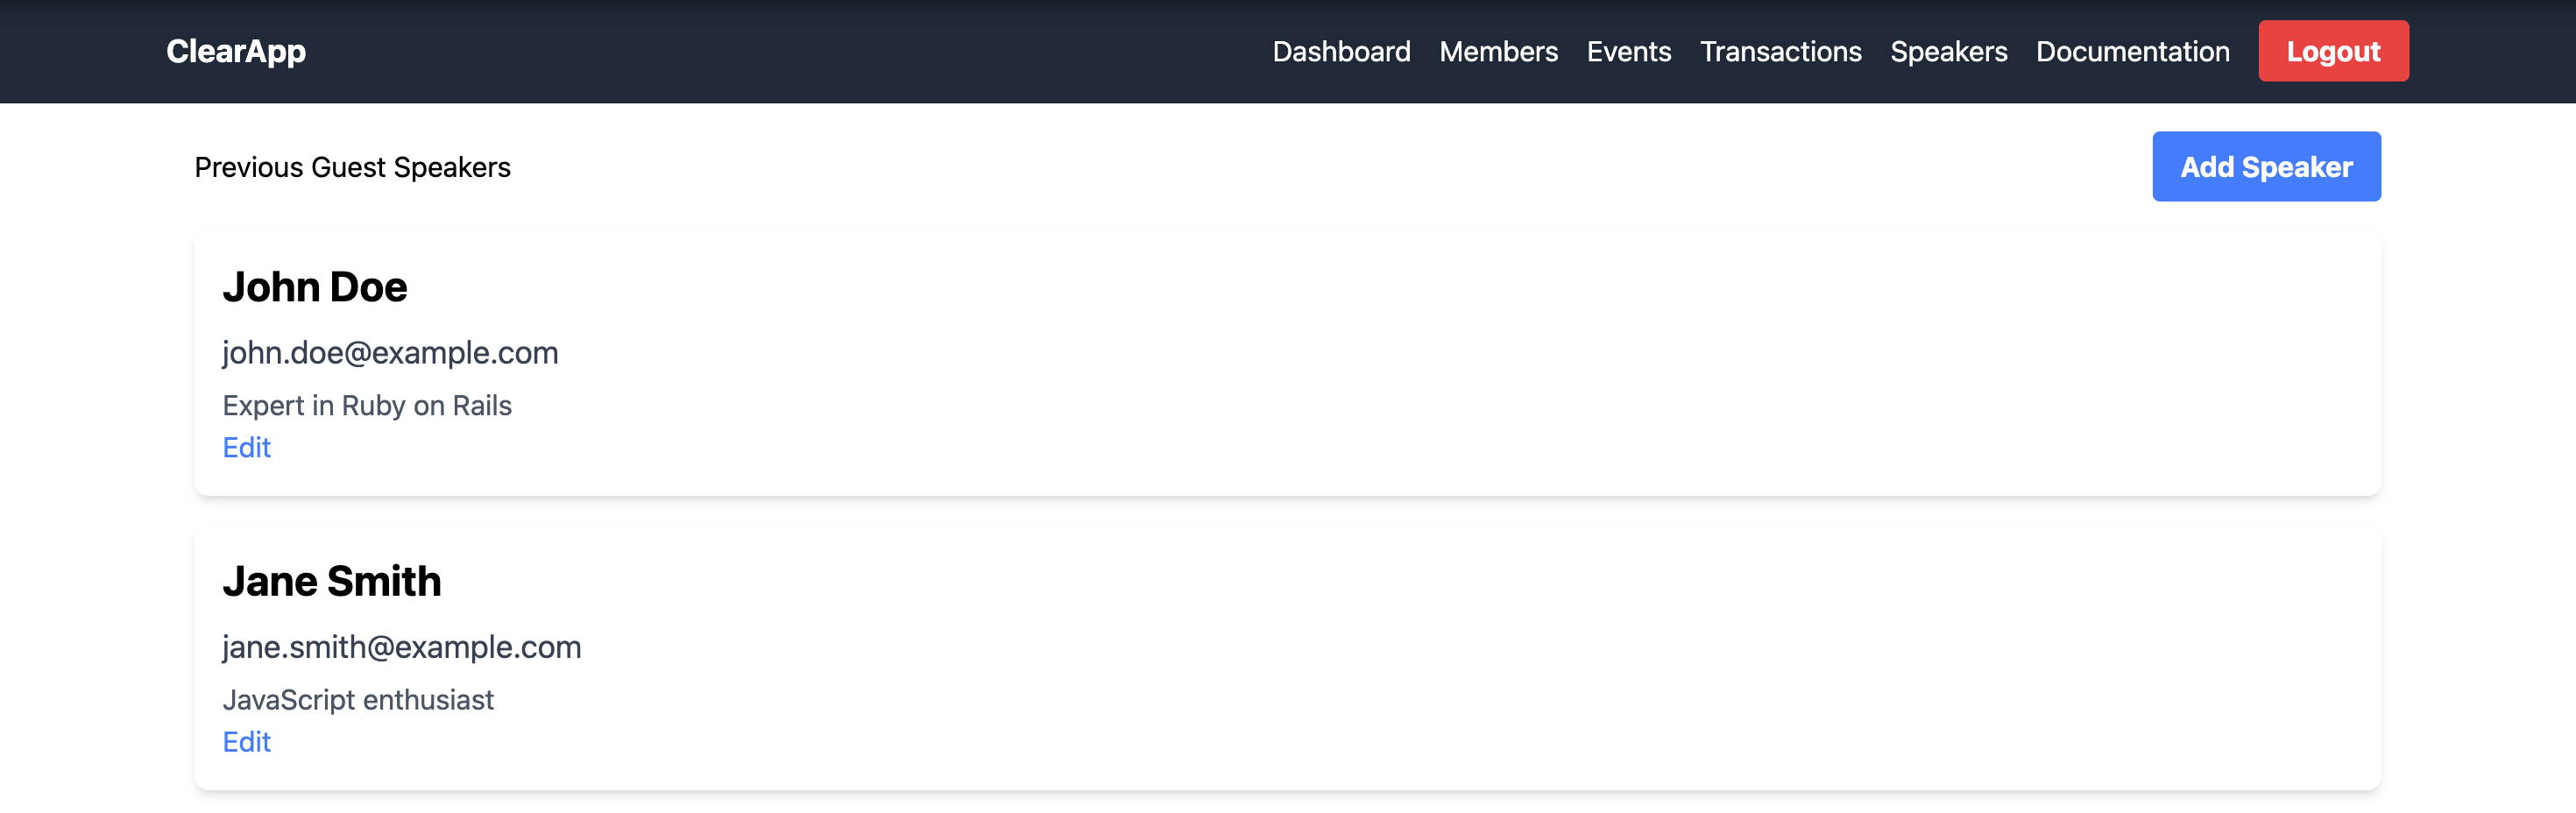 ClearApp
Dashboard Members Events Transactions Speakers Documentation Logout
Previous Guest Speakers
Add Speaker
John Doe
john.doe@example.com
Expert in Ruby on Rails
Edit
Jane Smith
jane.smith@example.com
JavaScript enthusiast
Edit